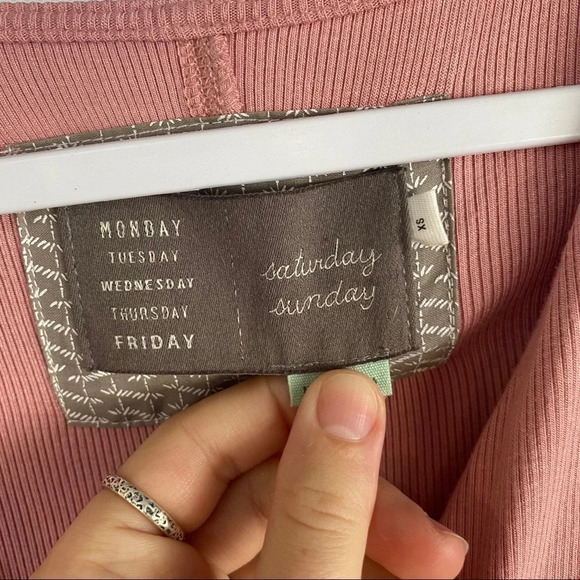 MONDAY
TUESDAY
WEDNESDAY
THURSDAY
FRIDAY
saturday
sunday
XS